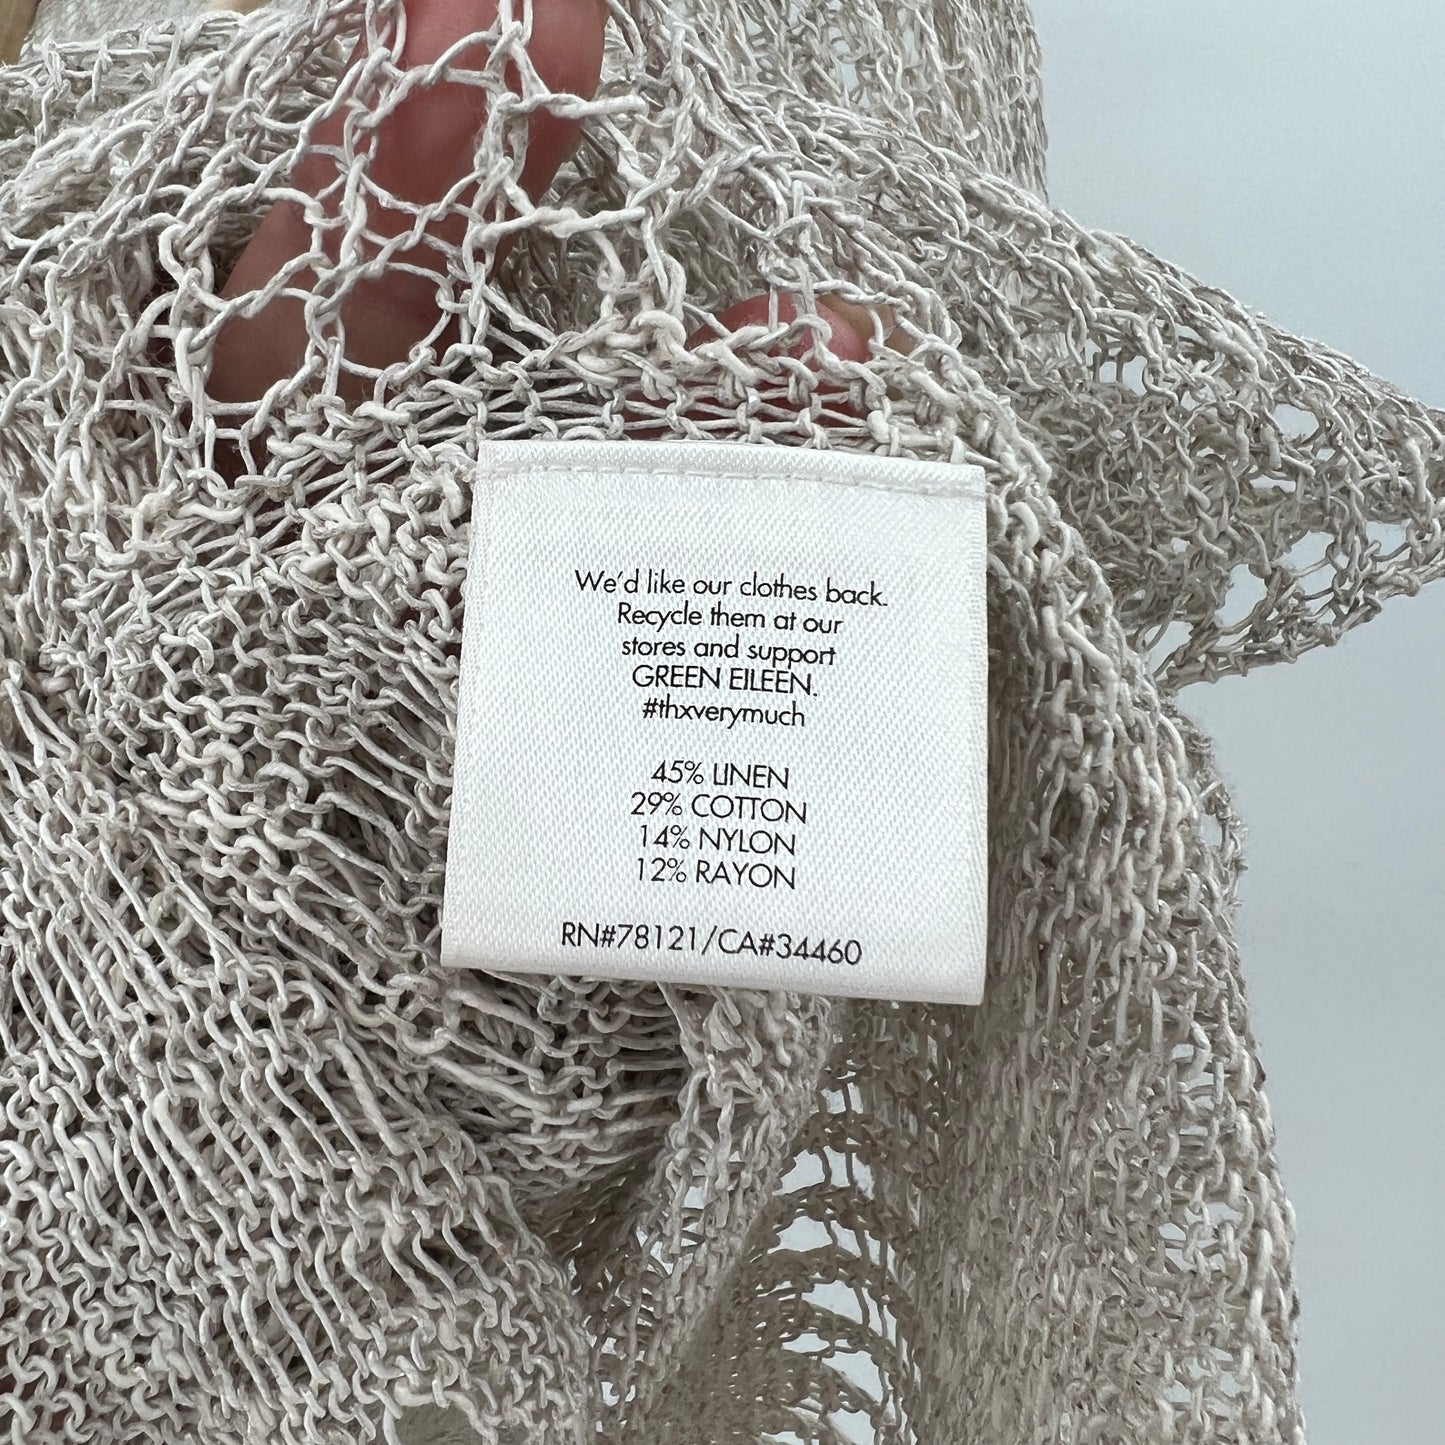 We'd like our clothes back.
Recycle them at our
stores and support
GREEN EILEEN.
#thxverymuch
45% LINEN
29% COTTON
14% NYLON
12% RAYON
RN#78121/CA#34460